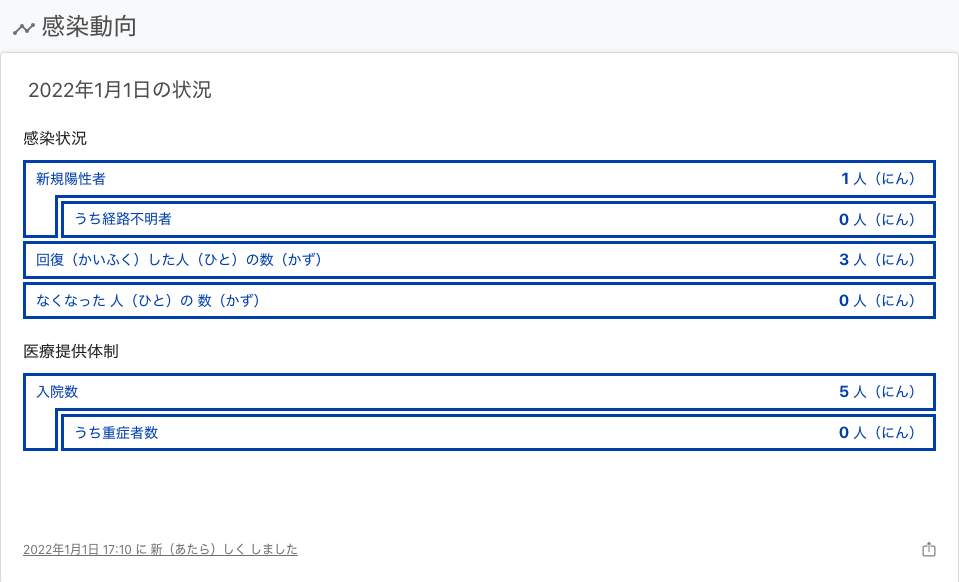 感染動向
2022年1月1日の状況
感染状況
新規陽性者 1 人（にん）
うち経路不明者 0 人（にん）
回復（かいふく）した人（ひと）の数（かず） 3 人（にん）
なくなった 人（ひと）の 数（かず） 0 人（にん）
医療提供体制
入院数 5 人（にん）
うち重症者数 0 人（にん）
2022年1月1日 17:10 に 新（あたら）しく しました